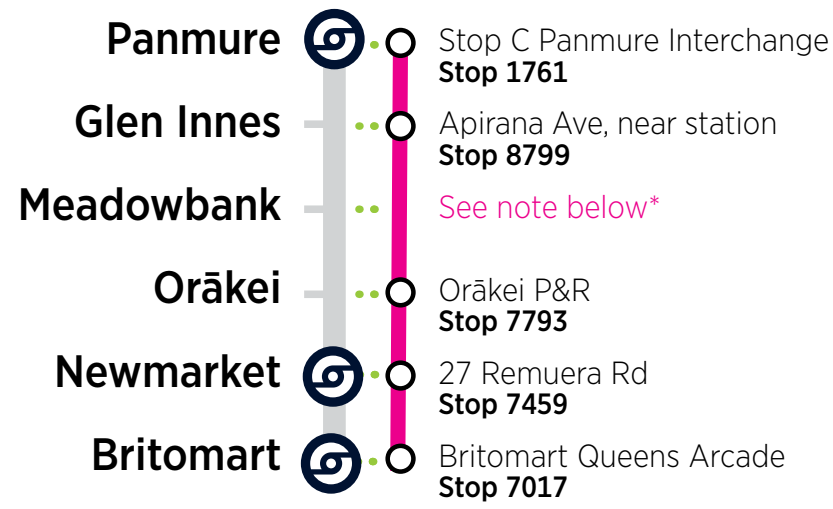 Panmure
Stop C Panmure Interchange
Stop 1761
Glen Innes
Apirana Ave, near station
Stop 8799
Meadowbank
See note below*
Orākei
Orākei P&R
Stop 7793
Newmarket
27 Remuera Rd
Stop 7459
Britomart
Britomart Queens Arcade
Stop 7017